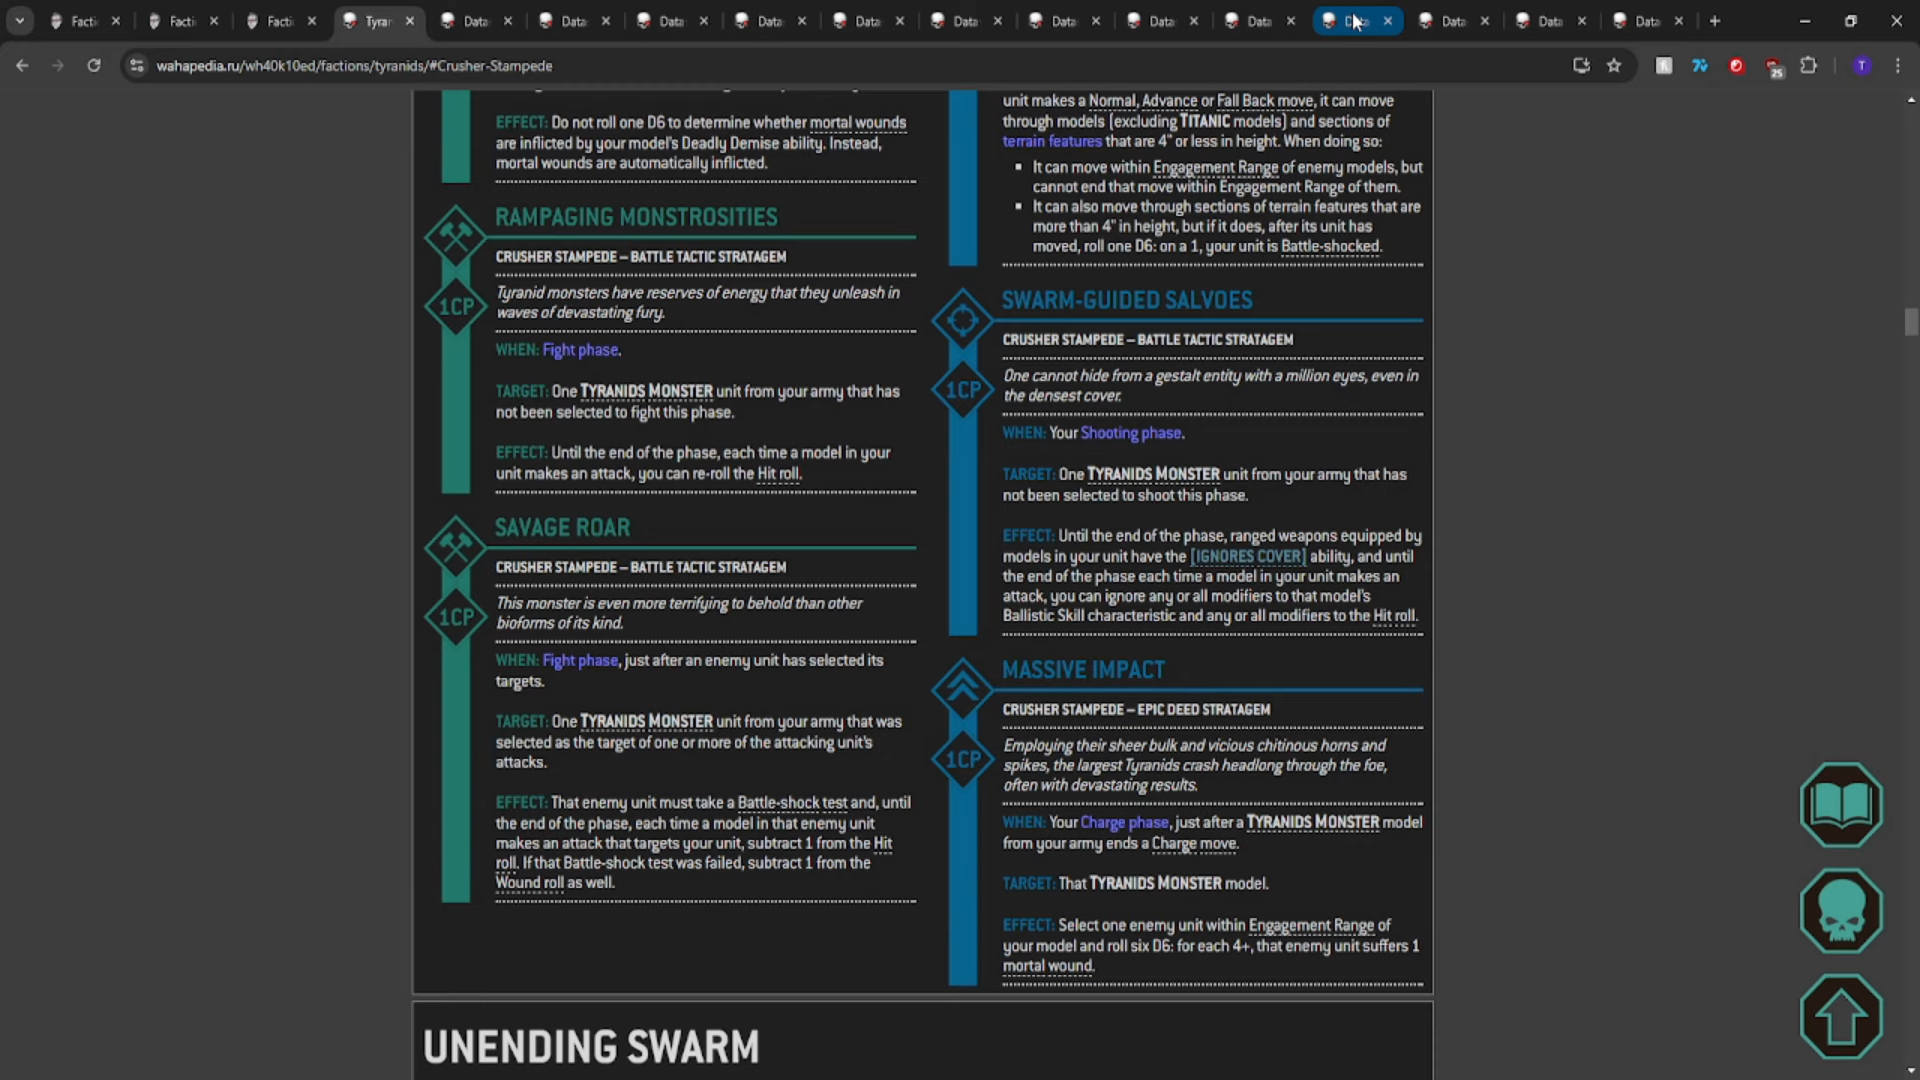 Factio
Factio
Factio
Tyran
Data
Data
Data
Data
Data
Data
Data
Data
Data
Data
Data
Data
wahapedia.ru/wh40k10ed/factions/tyranids/#Crusher-Stampede
25
T
EFFECT: Do not roll one D6 to determine whether mortal wounds
are inflicted by your model's Deadly Demise ability. Instead,
mortal wounds are automatically inflicted.
RAMPAGING MONSTROSITIES
CRUSHER STAMPEDE – BATTLE TACTIC STRATAGEM
1CP
Tyranid monsters have reserves of energy that they unleash in
waves of devastating fury.
WHEN: Fight phase.
TARGET: One TYRANIDS MONSTER unit from your army that has
not been selected to fight this phase.
EFFECT: Until the end of the phase, each time a model in your
unit makes an attack, you can re-roll the Hit roll.
SAVAGE ROAR
CRUSHER STAMPEDE – BATTLE TACTIC STRATAGEM
1CP
This monster is even more terrifying to behold than other
bioforms of its kind.
WHEN: Fight phase, just after an enemy unit has selected its
targets.
TARGET: One TYRANIDS MONSTER unit from your army that was
selected as the target of one or more of the attacking unit's
attacks.
EFFECT: That enemy unit must take a Battle-shock test and, until
the end of the phase, each time a model in that enemy unit
makes an attack that targets your unit, subtract 1 from the Hit
roll. If that Battle-shock test was failed, subtract 1 from the
Wound roll as well.
unit makes a Normal, Advance or Fall Back move, it can move
through models (excluding TITANIC models) and sections of
terrain features that are 4" or less in height. When doing so:
▪ It can move within Engagement Range of enemy models, but
cannot end that move within Engagement Range of them.
▪ It can also move through sections of terrain features that are
more than 4" in height, but if it does, after its unit has
moved, roll one D6: on a 1, your unit is Battle-shocked.
SWARM-GUIDED SALVOES
CRUSHER STAMPEDE – BATTLE TACTIC STRATAGEM
1CP
One cannot hide from a gestalt entity with a million eyes, even in
the densest cover.
WHEN: Your Shooting phase.
TARGET: One TYRANIDS MONSTER unit from your army that has
not been selected to shoot this phase.
EFFECT: Until the end of the phase, ranged weapons equipped by
models in your unit have the [IGNORES COVER] ability, and until
the end of the phase each time a model in your unit makes an
attack, you can ignore any or all modifiers to that model's
Ballistic Skill characteristic and any or all modifiers to the Hit roll.
MASSIVE IMPACT
CRUSHER STAMPEDE – EPIC DEED STRATAGEM
1CP
Employing their sheer bulk and vicious chitinous horns and
spikes, the largest Tyranids crash headlong through the foe,
often with devastating results.
WHEN: Your Charge phase, just after a TYRANIDS MONSTER model
from your army ends a Charge move.
TARGET: That TYRANIDS MONSTER model.
EFFECT: Select one enemy unit within Engagement Range of
your model and roll six D6: for each 4+, that enemy unit suffers 1
mortal wound.
UNENDING SWARM